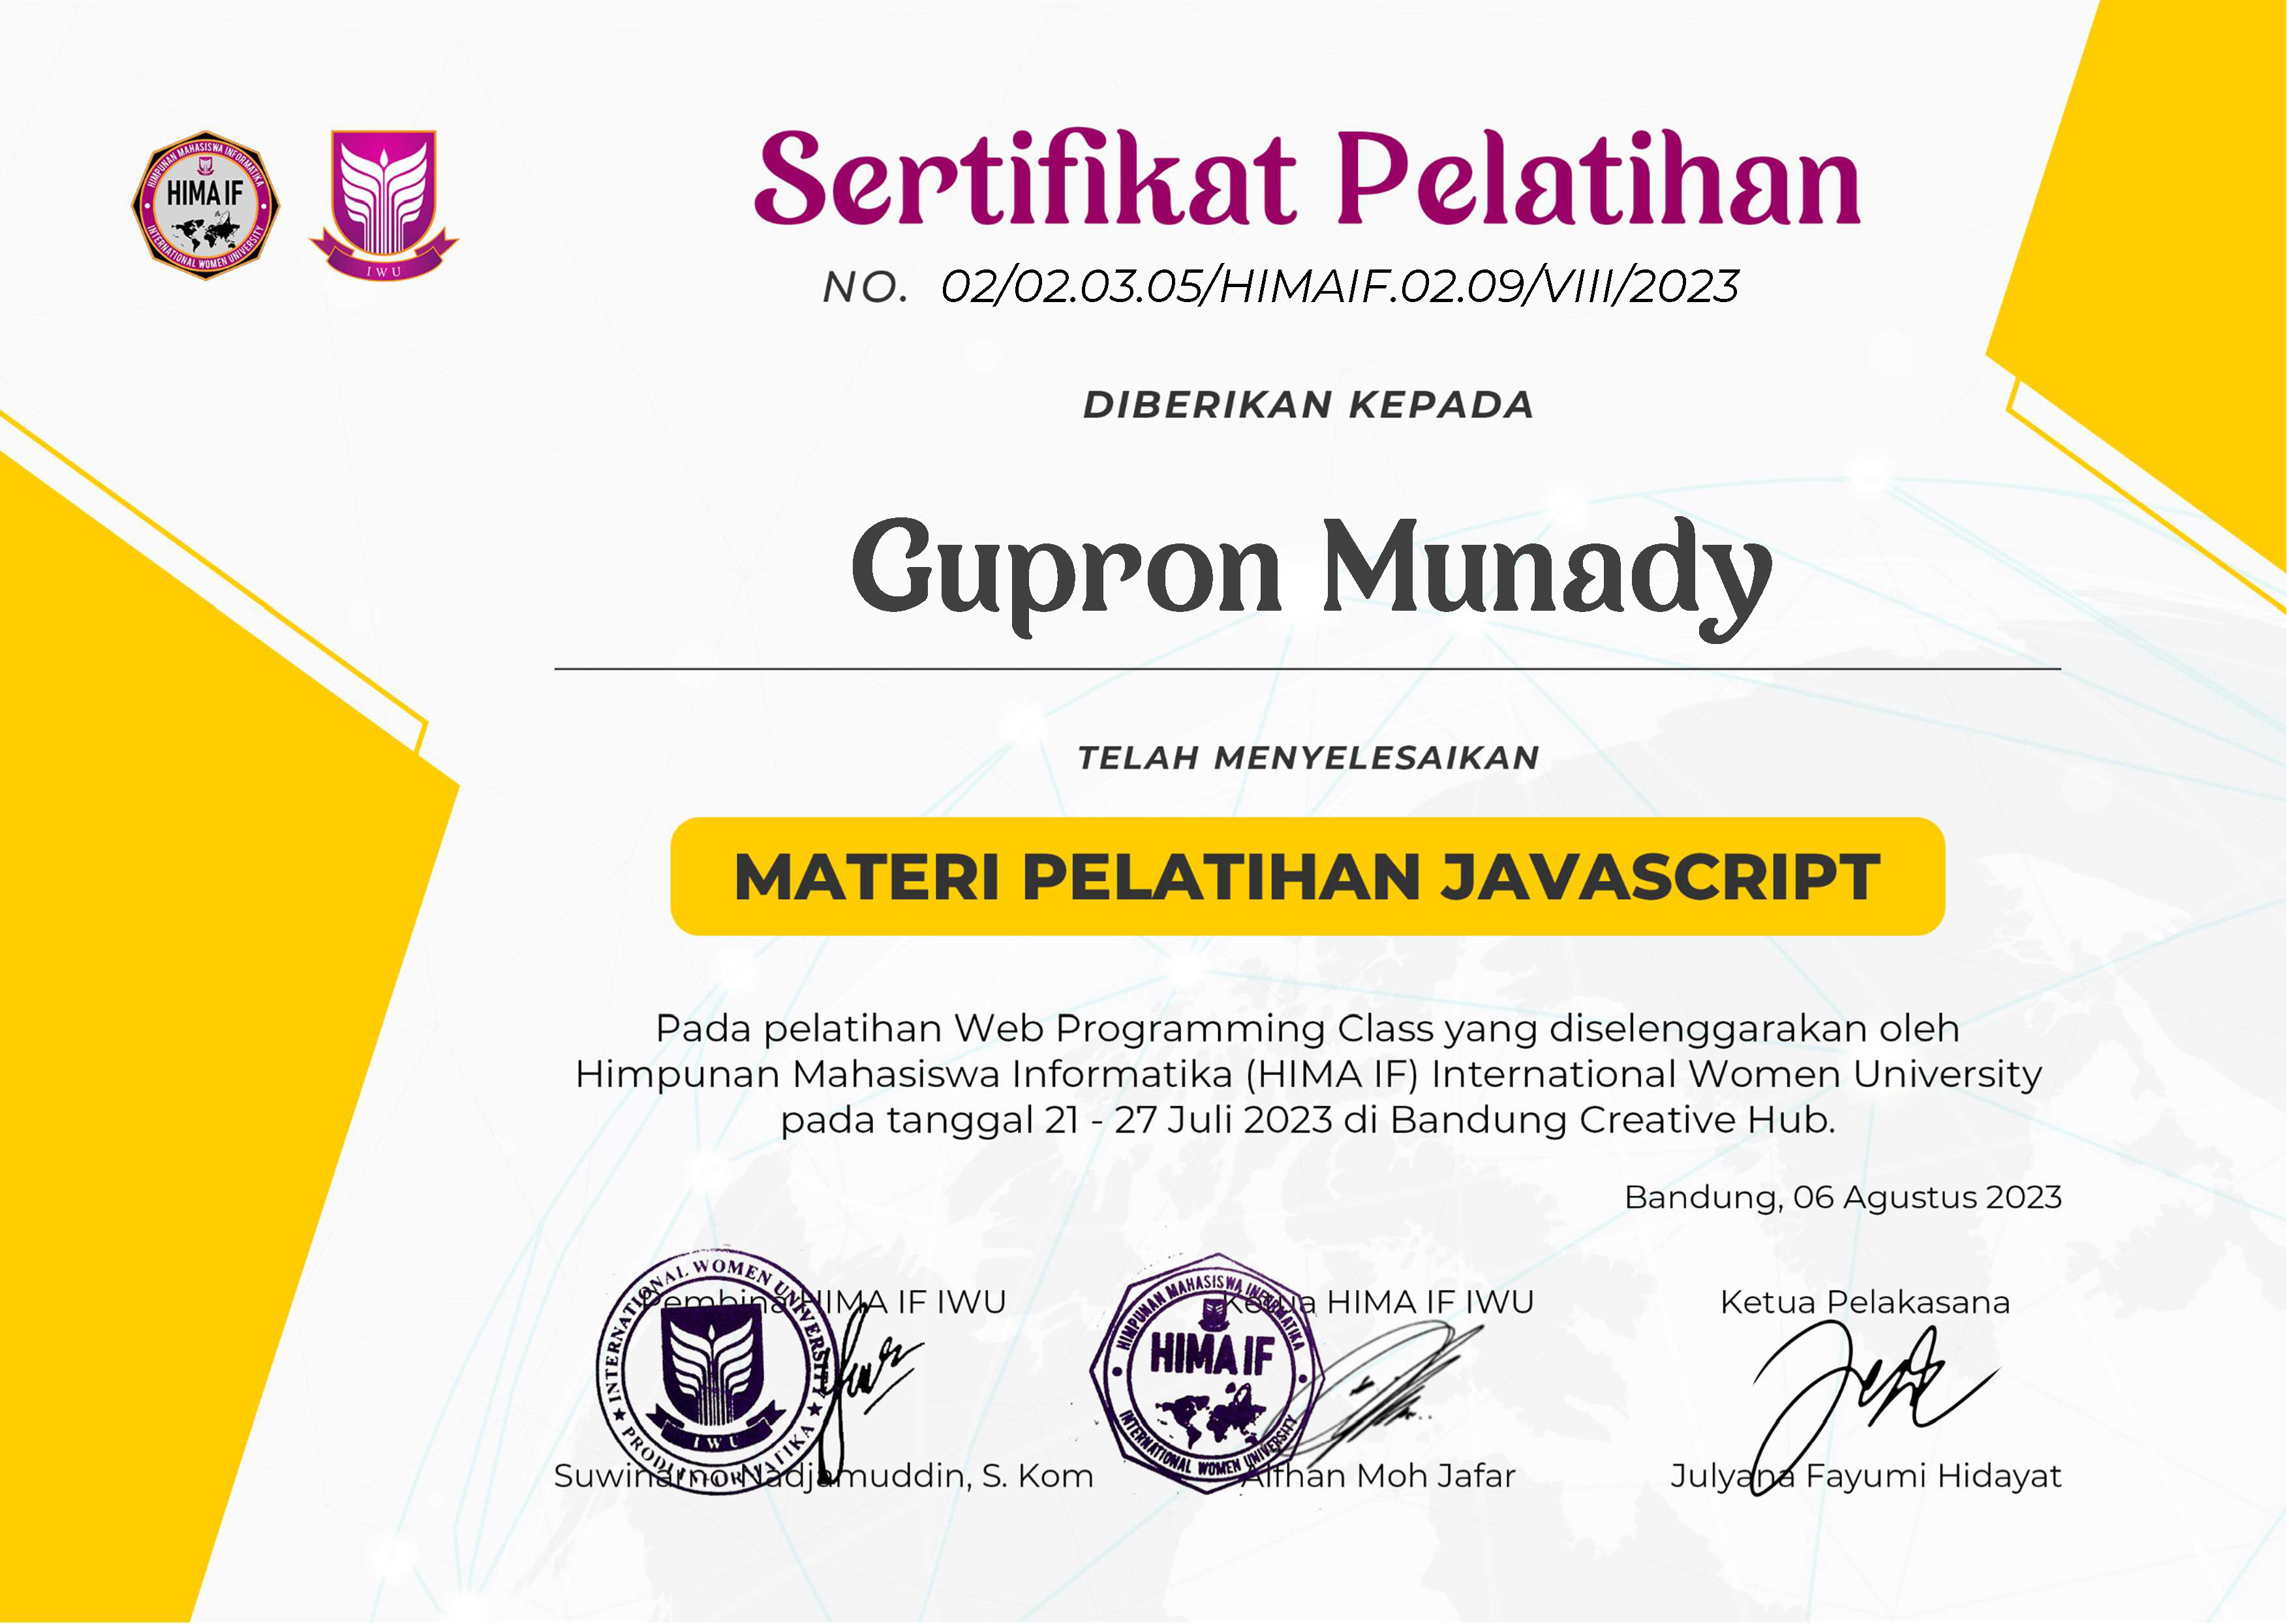 HIMPUNAN MAHASISWA INFORMATIKA
HIMA IF
INTERNATIONAL WOMEN UNIVERSITY
IWU
Sertifikat Pelatihan
NO. 02/02.03.05/HIMAIF.02.09/VIII/2023
DIBERIKAN KEPADA
Gupron Munady
TELAH MENYELESAIKAN
MATERI PELATIHAN JAVASCRIPT
Pada pelatihan Web Programming Class yang diselenggarakan oleh
Himpunan Mahasiswa Informatika (HIMA IF) International Women University
pada tanggal 21 - 27 Juli 2023 di Bandung Creative Hub.
Bandung, 06 Agustus 2023
Pembina HIMA IF IWU
Ketua HIMA IF IWU
Ketua Pelakasana
INTERNATIONAL WOMEN UNIVERSITY
IWU
PRODI INFORMATIKA
HIMPUNAN MAHASISWA INFORMATIKA
HIMA IF
INTERNATIONAL WOMEN UNIVERSITY
Suwinarno Nadjamuddin, S. Kom
Moh Jafar
Julyana Fayumi Hidayat